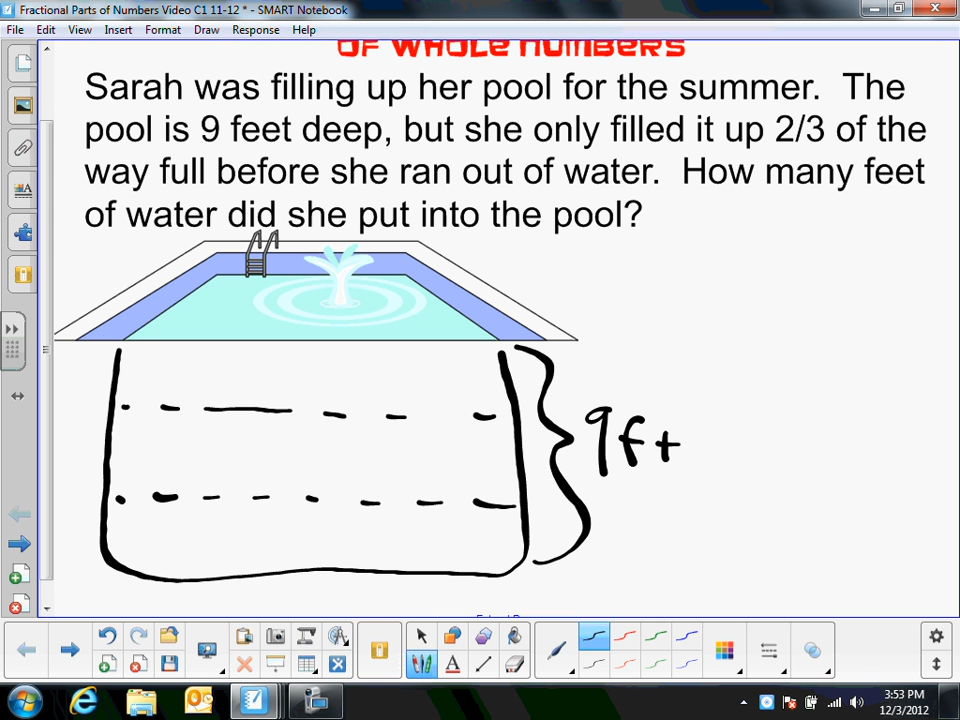 Fractional Parts of Numbers Video C1 11-12 * - SMART Notebook
File Edit View Insert Format Draw Response Help
OF WHOLE NUMBERS
Sarah was filling up her pool for the summer. The
pool is 9 feet deep, but she only filled it up 2/3 of the
way full before she ran out of water. How many feet
of water did she put into the pool?
9ft
3:53 PM
12/3/2012